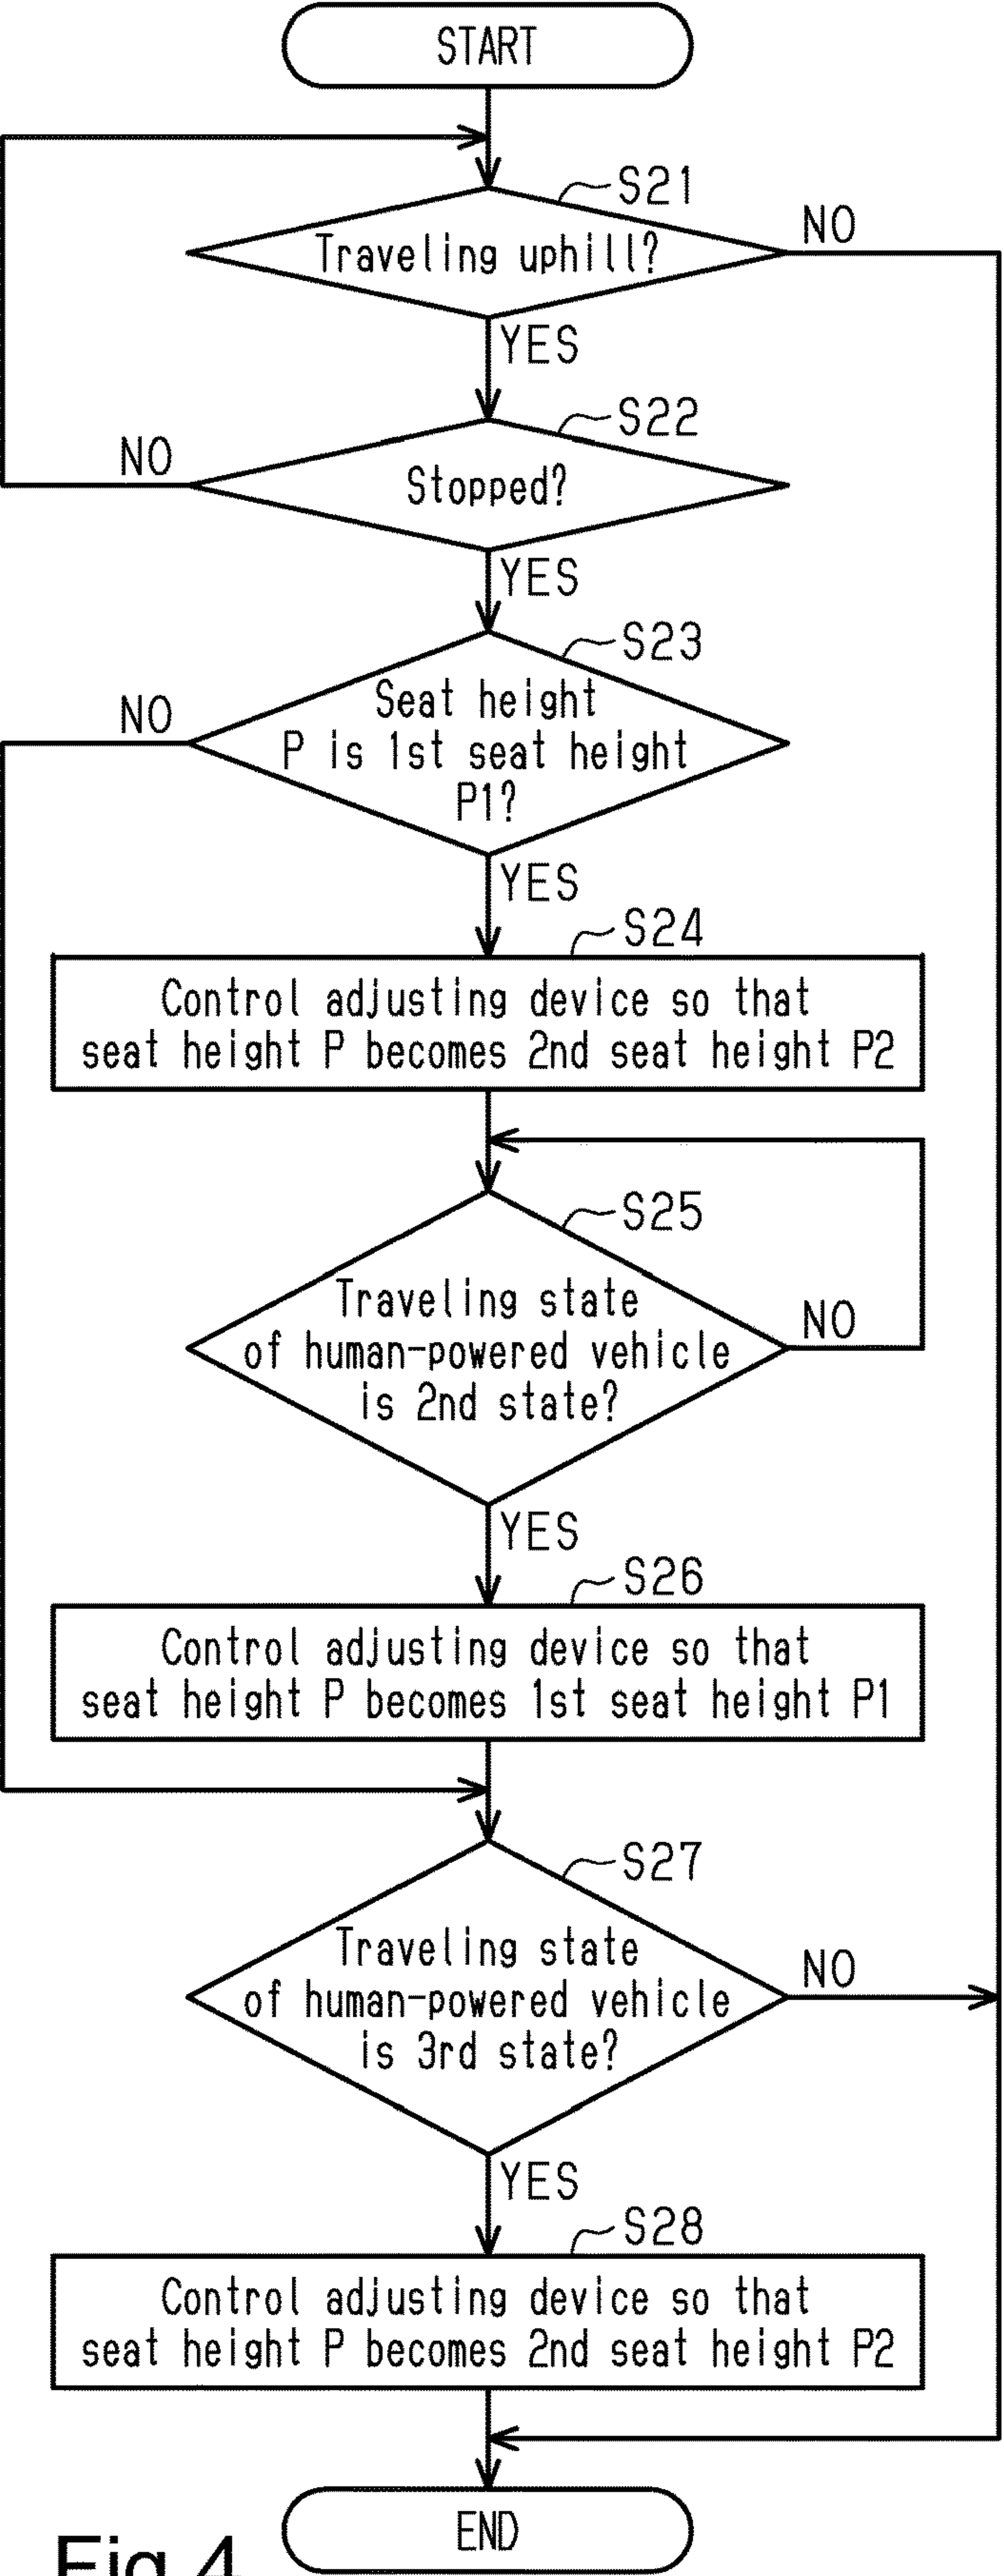 START
S21
Traveling uphill?
NO
YES
S22
NO
Stopped?
YES
S23
NO
Seat height
P is 1st seat height
P1?
YES
S24
Control adjusting device so that
seat height P becomes 2nd seat height P2
S25
Traveling state
of human-powered vehicle
is 2nd state?
NO
YES
S26
Control adjusting device so that
seat height P becomes 1st seat height P1
S27
Traveling state
of human-powered vehicle
is 3rd state?
NO
YES
S28
Control adjusting device so that
seat height P becomes 2nd seat height P2
END
Fig.4